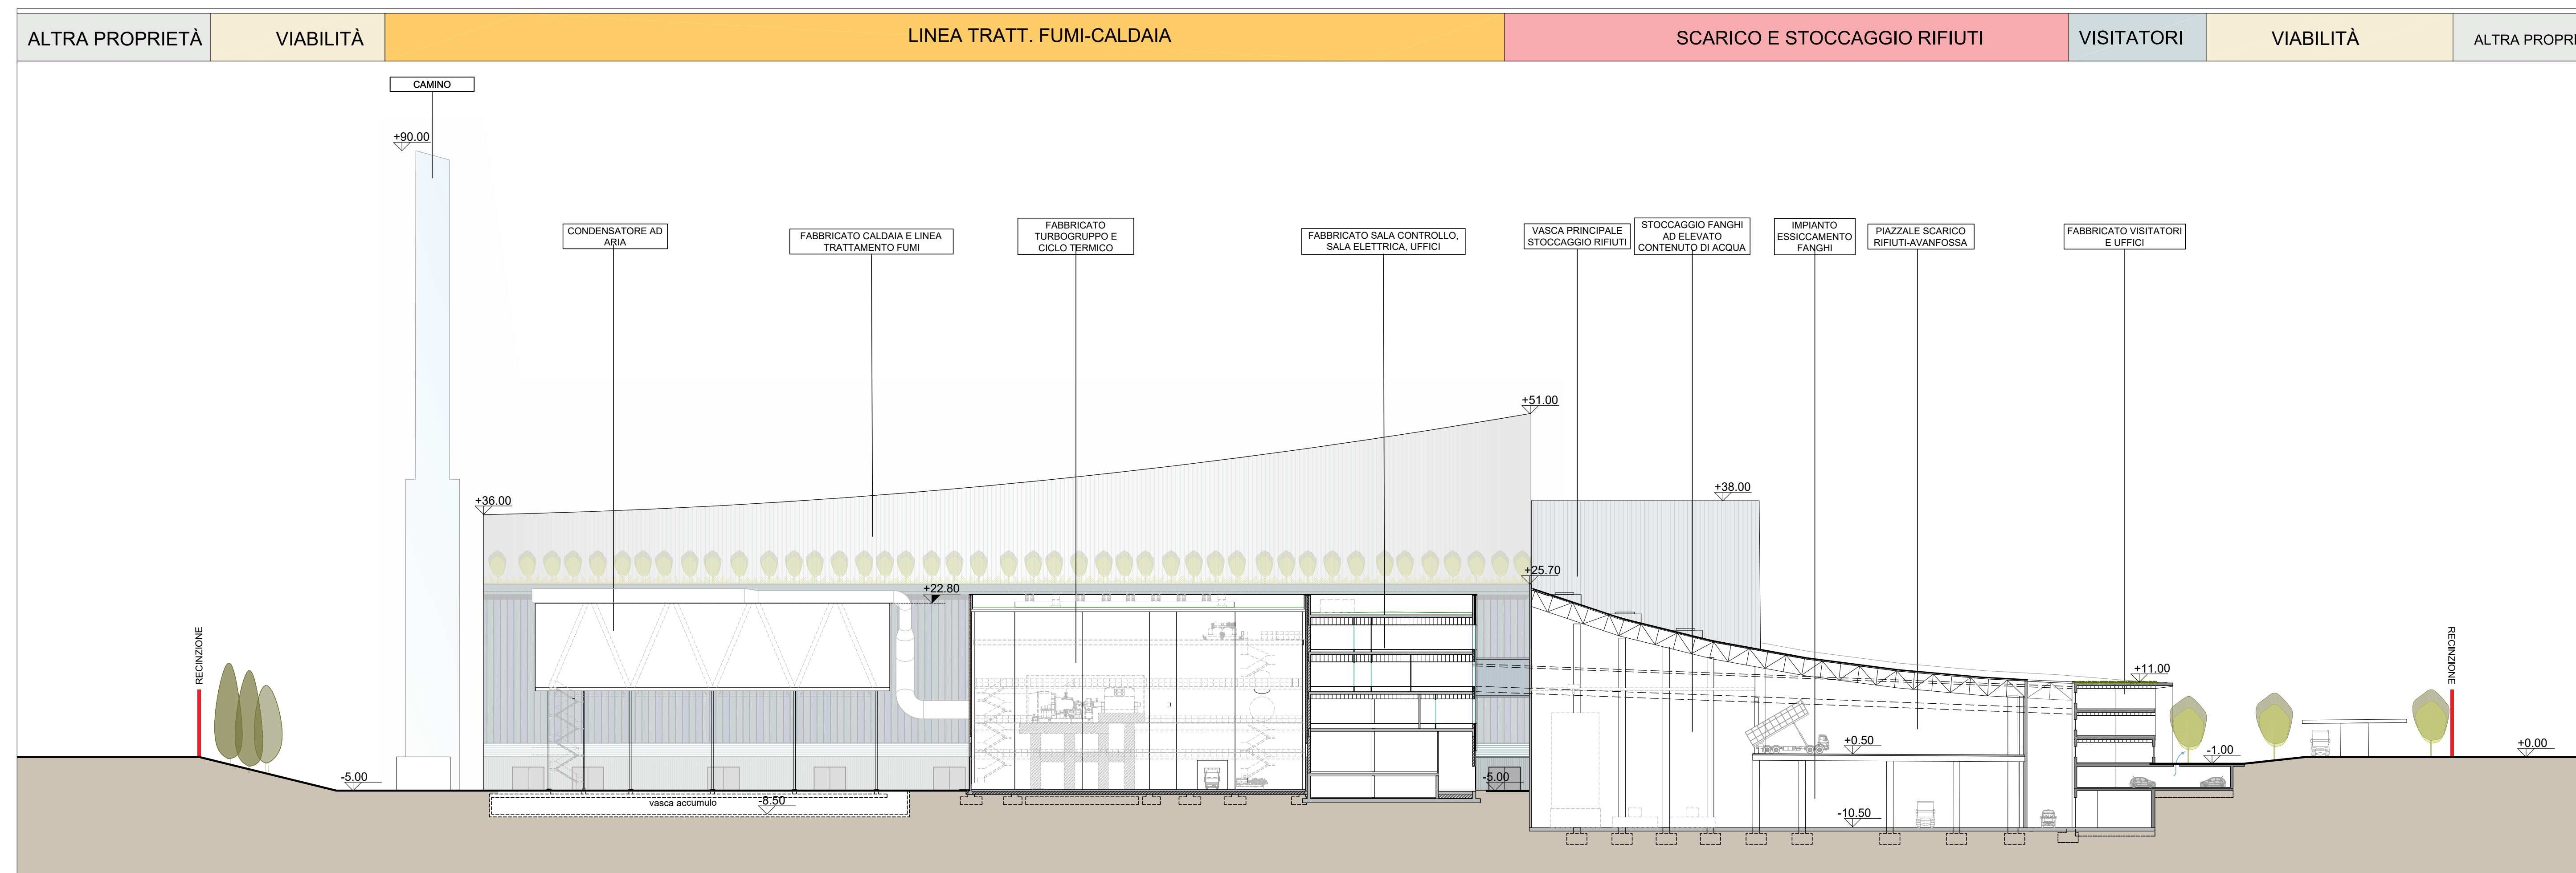 ALTRA PROPRIETÀ
VIABILITÀ
LINEA TRATT. FUMI-CALDAIA
SCARICO E STOCCAGGIO RIFIUTI
VISITATORI
VIABILITÀ
ALTRA PROPRI
CAMINO
+90.00
CONDENSATORE AD
ARIA
FABBRICATO CALDAIA E LINEA
TRATTAMENTO FUMI
FABBRICATO
TURBOGRUPPO E
CICLO TERMICO
FABBRICATO SALA CONTROLLO,
SALA ELETTRICA, UFFICI
VASCA PRINCIPALE
STOCCAGGIO RIFIUTI
STOCCAGGIO FANGHI
AD ELEVATO
CONTENUTO DI ACQUA
IMPIANTO
ESSICCAMENTO
FANGHI
PIAZZALE SCARICO
RIFIUTI-AVANFOSSA
FABBRICATO VISITATORI
E UFFICI
+51.00
+36.00
+38.00
+25.70
+22.80
RECINZIONE
RECINZIONE
+11.00
+0.50
-1.00
+0.00
-5.00
-5.00
vasca accumulo
-8.50
-10.50